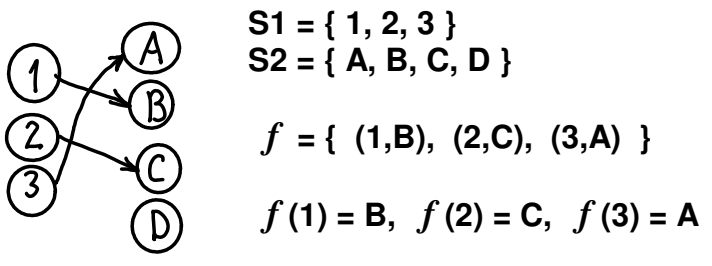 S1 = { 1, 2, 3 }
S2 = { A, B, C, D }
f = { (1,B), (2,C), (3,A) }
f(1) = B, f(2) = C, f(3) = A
A
1
B
2
C
3
D